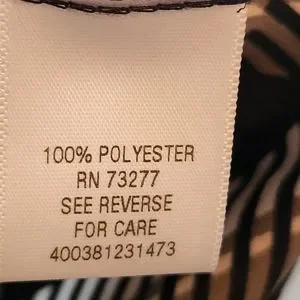 100% POLYESTER
RN 73277
SEE REVERSE
FOR CARE
400381231473